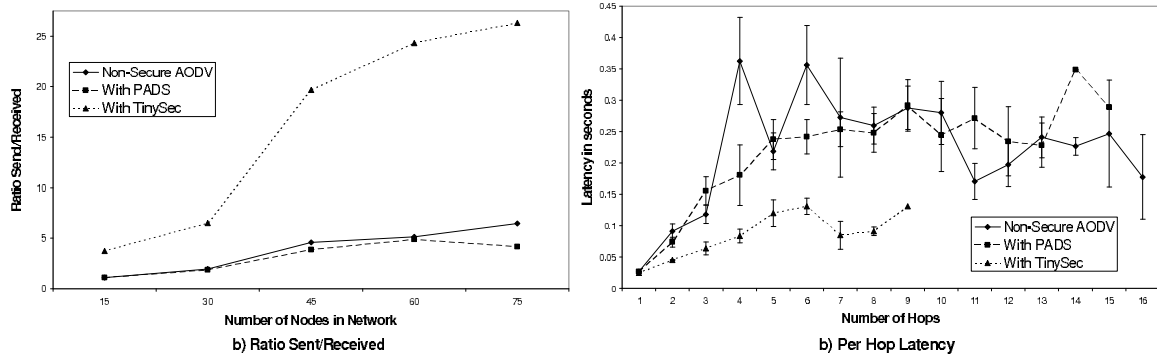 25
20
15
10
5
0
Ratio Send/Received
Non-Secure AODV
With PADS
With TinySec
15 30 45 60 75
Number of Nodes in Network
b) Ratio Sent/Received
0.45
0.4
0.35
0.3
0.25
0.2
0.15
0.1
0.05
0
Latency in seconds
Non-Secure AODV
With PADS
With TinySec
1 2 3 4 5 6 7 8 9 10 11 12 13 14 15 16
Number of Hops
b) Per Hop Latency